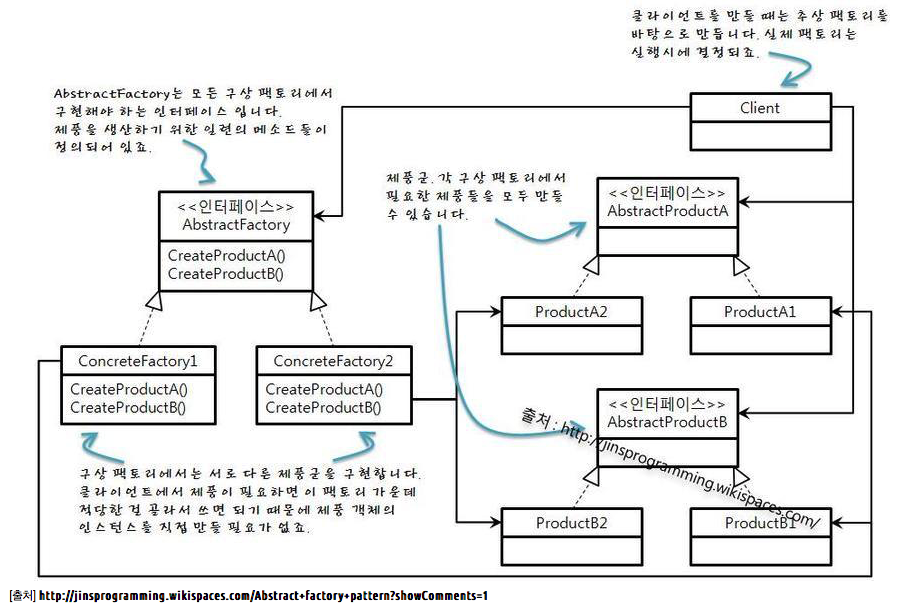 클라이언트를 만들 때는 추상 팩토리를
바탕으로 만듭니다. 실제 팩토리는
실행시에 결정되죠.
AbstractFactory는 모든 구상 팩토리에서
구현해야 하는 인터페이스 입니다.
제품을 생산하기 위한 일련의 메소드들이
정의되어 있죠.
Client
제품군. 각 구상 팩토리에서
필요한 제품들을 모두 만들
수 있습니다.
<<인터페이스>>
AbstractFactory
CreateProductA()
CreateProductB()
<<인터페이스>>
AbstractProductA
ProductA2
ProductA1
ConcreteFactory1
CreateProductA()
CreateProductB()
ConcreteFactory2
CreateProductA()
CreateProductB()
<<인터페이스>>
AbstractProductB
출처 : http://jinsprogramming.wikispaces.com/
구상 팩토리에서는 서로 다른 제품군을 구현합니다.
클라이언트에서 제품이 필요하면 이 팩토리 가운데
적당한걸 골라서 쓰면 되기 때문에 제품 객체의
인스턴스를 직접 만들 필요가 없죠.
ProductB2
ProductB1
[출처] http://jinsprogramming.wikispaces.com/Abstract+factory+pattern?showComments=1